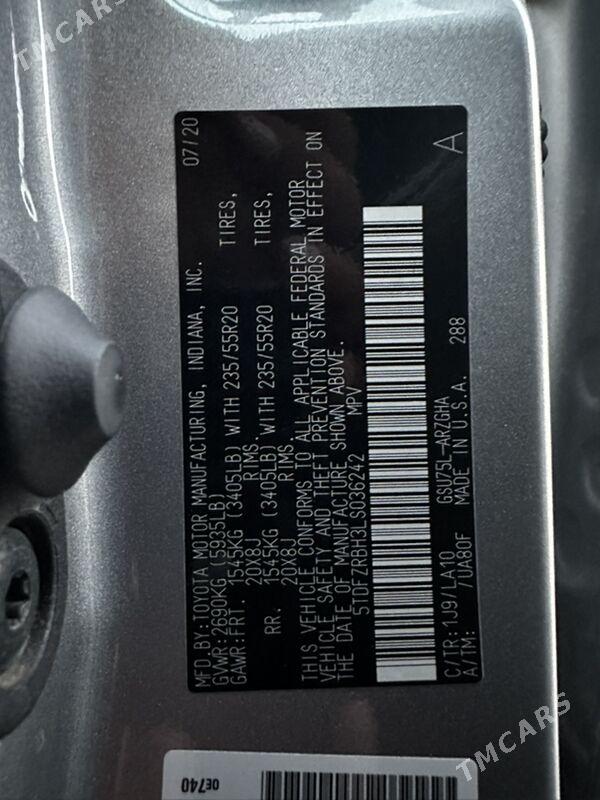 TMCARS
MFD.BY:TOYOTA MOTOR MANUFACTURING, INDIANA, INC. 07/20
GVWR:2690KG (5935LB)
GAWR:FRT. 1545KG (3405LB) WITH 235/55R20 TIRES,
20X8J RIMS.
RR. 1545KG (3405LB) WITH 235/55R20 TIRES,
20X8J RIMS.
THIS VEHICLE CONFORMS TO ALL APPLICABLE FEDERAL MOTOR
VEHICLE SAFETY AND THEFT PREVENTION STANDARDS IN EFFECT ON
THE DATE OF MANUFACTURE SHOWN ABOVE.
5TDFZRBH3LS036242 MPV
C/TR:1J9/LA10 GSU75L-ARZGHA A
A/TM: /UA80F MADE IN U.S.A. 288
0E740
TMCARS